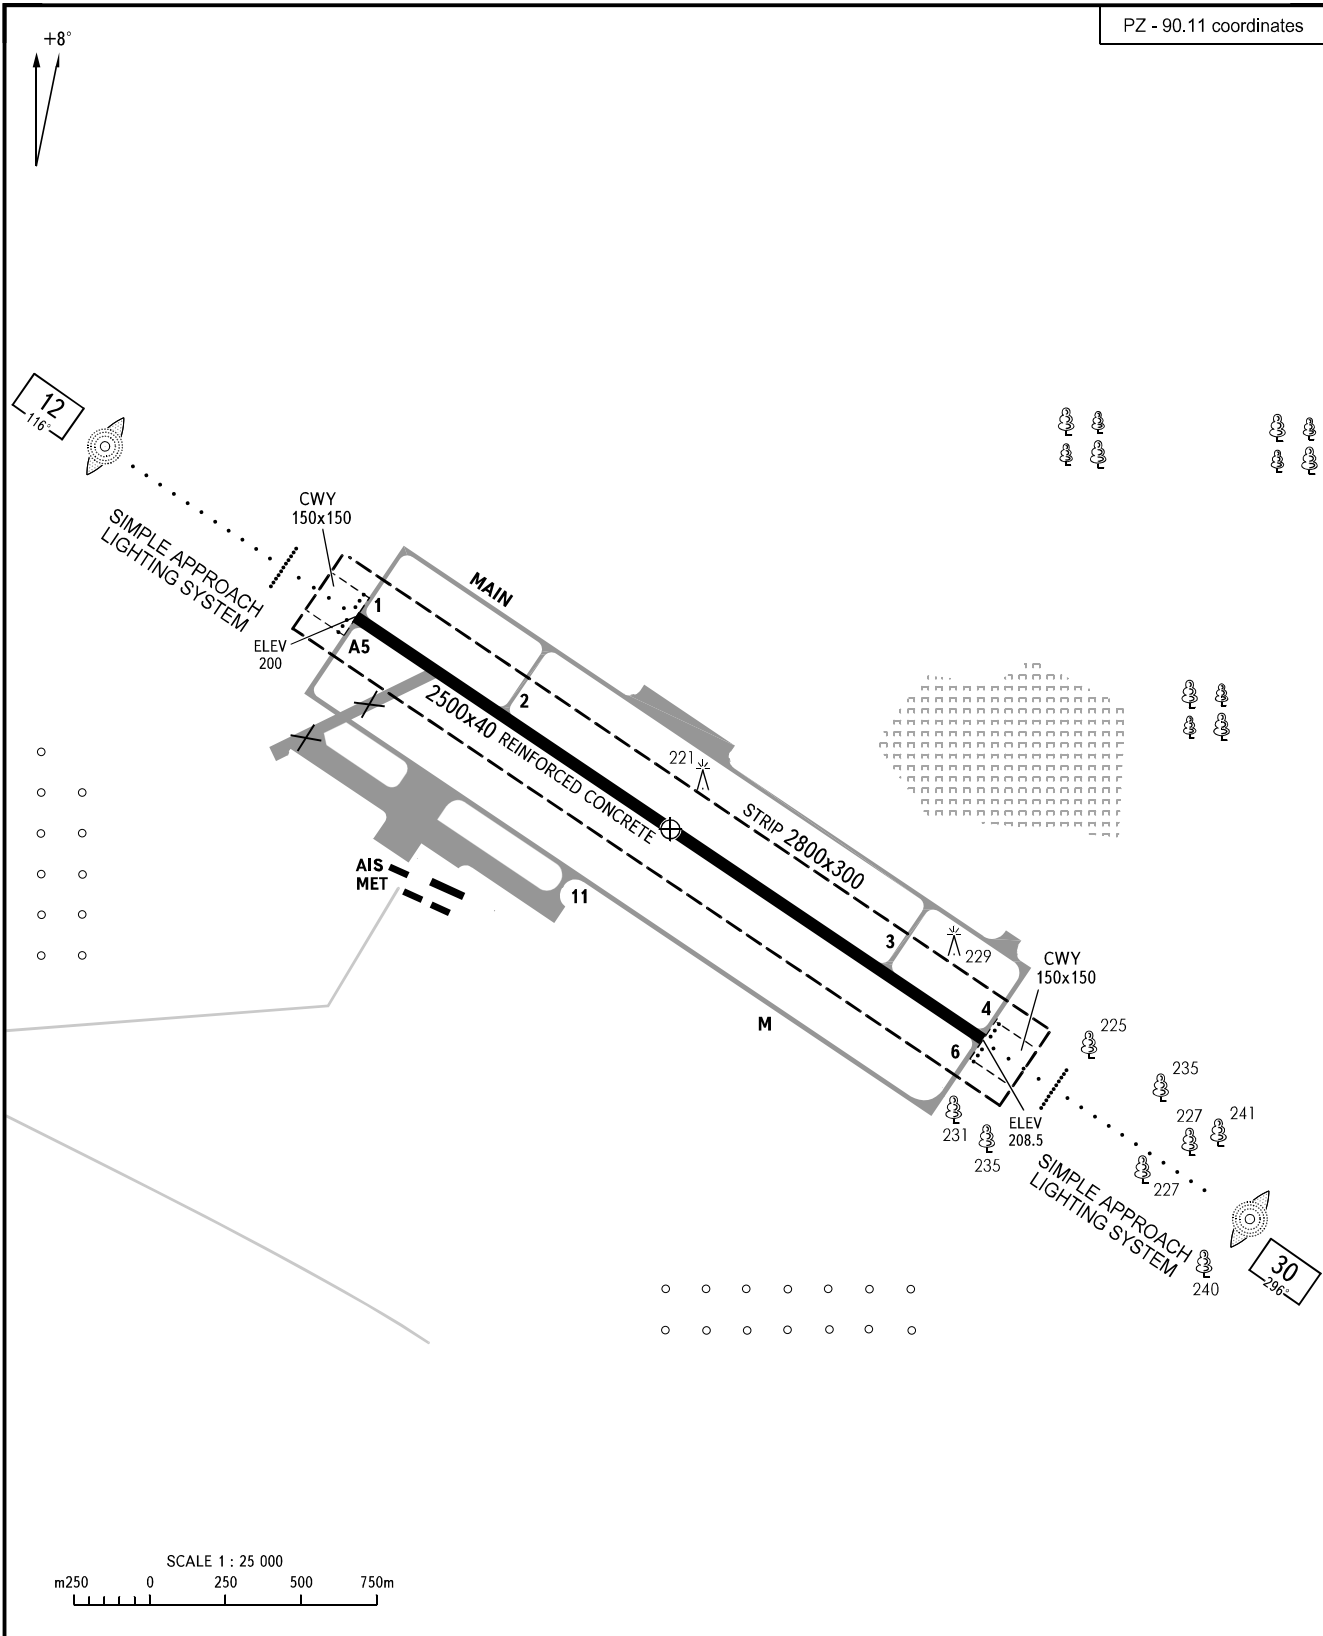 PZ - 90.11 coordinates
+8°
12
116°
CWY
150x150
SIMPLE APPROACH
LIGHTING SYSTEM
MAIN
1
ELEV
200
A5
2
2500x40 REINFORCED CONCRETE
221
STRIP 2800x300
AIS
MET
11
3
229
CWY
150x150
M
4
6
225
235
227
241
231
235
ELEV
208.5
227
SIMPLE APPROACH
LIGHTING SYSTEM
240
30
296°
SCALE 1 : 25 000
m250 0 250 500 750m